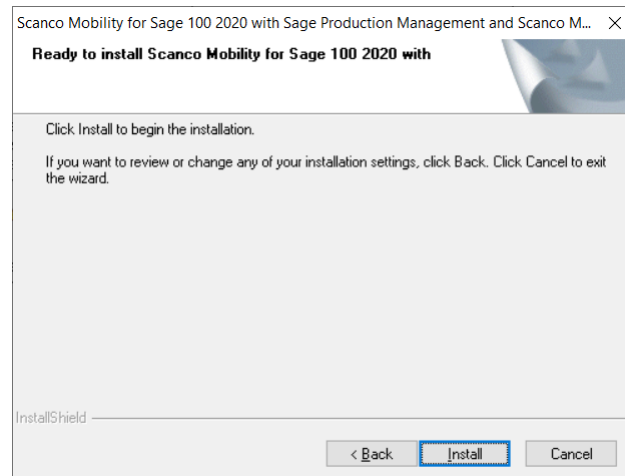 Scanco Mobility for Sage 100 2020 with Sage Production Management and Scanco M...
Ready to install Scanco Mobility for Sage 100 2020 with
Click Install to begin the installation.
If you want to review or change any of your installation settings, click Back. Click Cancel to exit
the wizard.
InstallShield
< Back Install Cancel